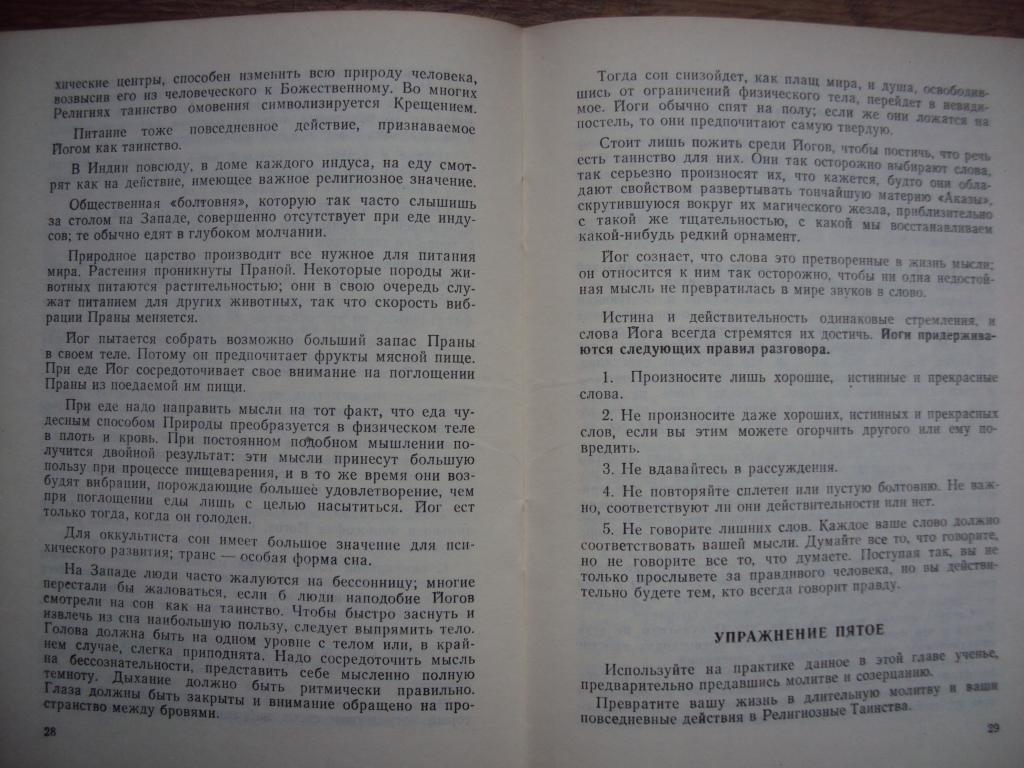 хические центры, способен изменить всю природу человека,
возвысив его из человеческого к Божественному. Во многих
Религиях таинство омовения символизируется Крещением.
Питание тоже повседневное действие, признаваемое
Йогом как таинство.
В Индии повсюду, в доме каждого индуса, на еду смот-
рят как на действие, имеющее важное религиозное значение.
Общественная «болтовня», которую так часто слышишь
за столом на Западе, совершенно отсутствует при еде инду-
сов; те обычно едят в глубоком молчании.
Природное царство производит все нужное для питания
мира. Растения проникнуты Праной. Некоторые породы жи-
вотных питаются растительностью; они в свою очередь слу-
жат питанием для других животных, так что скорость виб-
рации Праны меняется.
Йог пытается собрать возможно больший запас Праны
в своем теле. Потому он предпочитает фрукты мясной пище.
При еде Йог сосредоточивает свое внимание на поглощении
Праны из поедаемой им пищи.
При еде надо направить мысли на тот факт, что еда чу-
десным способом Природы преобразуется в физическом теле
в плоть и кровь. При постоянном подобном мышлении по-
лучится двойной результат: эти мысли принесут большую
пользу при процессе пищеварения, и в то же время они воз-
будят вибрации, порождающие большее удовлетворение, чем
при поглощении еды лишь с целью насытиться. Йог ест
только тогда, когда он голоден.
Для оккультиста сон имеет большое значение для пси-
хического развития; транс — особая форма сна.
На Западе люди часто жалуются на бессонницу; многие
перестали бы жаловаться, если б люди наподобие Йогов
смотрели на сон как на таинство. Чтобы быстро заснуть и
извлечь из сна наибольшую пользу, следует выпрямить тело.
Голова должна быть на одном уровне с телом или, в край-
нем случае, слегка приподнята. Надо сосредоточить мысль
на бессознательности, представить себе мысленно полную
темноту. Дыхание должно быть ритмически правильно.
Глаза должны быть закрыты и внимание обращено на про-
странство между бровями.
28
Тогда сон снизойдет, как плащ мира, и душа, освободив-
шись от ограничений физического тела, перейдет в невиди-
мое. Йоги обычно спят на полу; если же они ложатся на
постель, то они предпочитают самую твердую.
Стоит лишь пожить среди Йогов, чтобы постичь, что речь
есть таинство для них. Они так осторожно выбирают слова,
так серьезно произносят их, что кажется, будто они обла-
дают свойством развертывать тончайшую материю «Аказы»,
скрутившуюся вокруг их магического жезла, приблизительно
с такой же тщательностью, с какой мы восстанавливаем
какой-нибудь редкий орнамент.
Йог сознает, что слова это претворенные в жизнь мысли;
он относится к ним так осторожно, чтобы ни одна недостой-
ная мысль не превратилась в мире звуков в слово.
Истина и действительность одинаковые стремления, и
слова Йога всегда стремятся их достичь. Йоги придержива-
ются следующих правил разговора.
1. Произносите лишь хорошие, истинные и прекрасные
слова.
2. Не произносите даже хороших, истинных и прекрасных
слов, если вы этим можете огорчить другого или ему по-
вредить.
3. Не вдавайтесь в рассуждения.
4. Не повторяйте сплетен или пустую болтовню. Не важ-
но, соответствуют ли они действительности или нет.
5. Не говорите лишних слов. Каждое ваше слово должно
соответствовать вашей мысли. Думайте все то, что говорите,
но не говорите все то, что думаете. Поступая так, вы не
только прослывете за правдивого человека, но вы действи-
тельно будете тем, кто всегда говорит правду.
УПРАЖНЕНИЕ ПЯТОЕ
Используйте на практике данное в этой главе ученье,
предварительно предавшись молитве и созерцанию.
Превратите вашу жизнь в длительную молитву и ваши
повседневные действия в Религиозные Таинства.
29